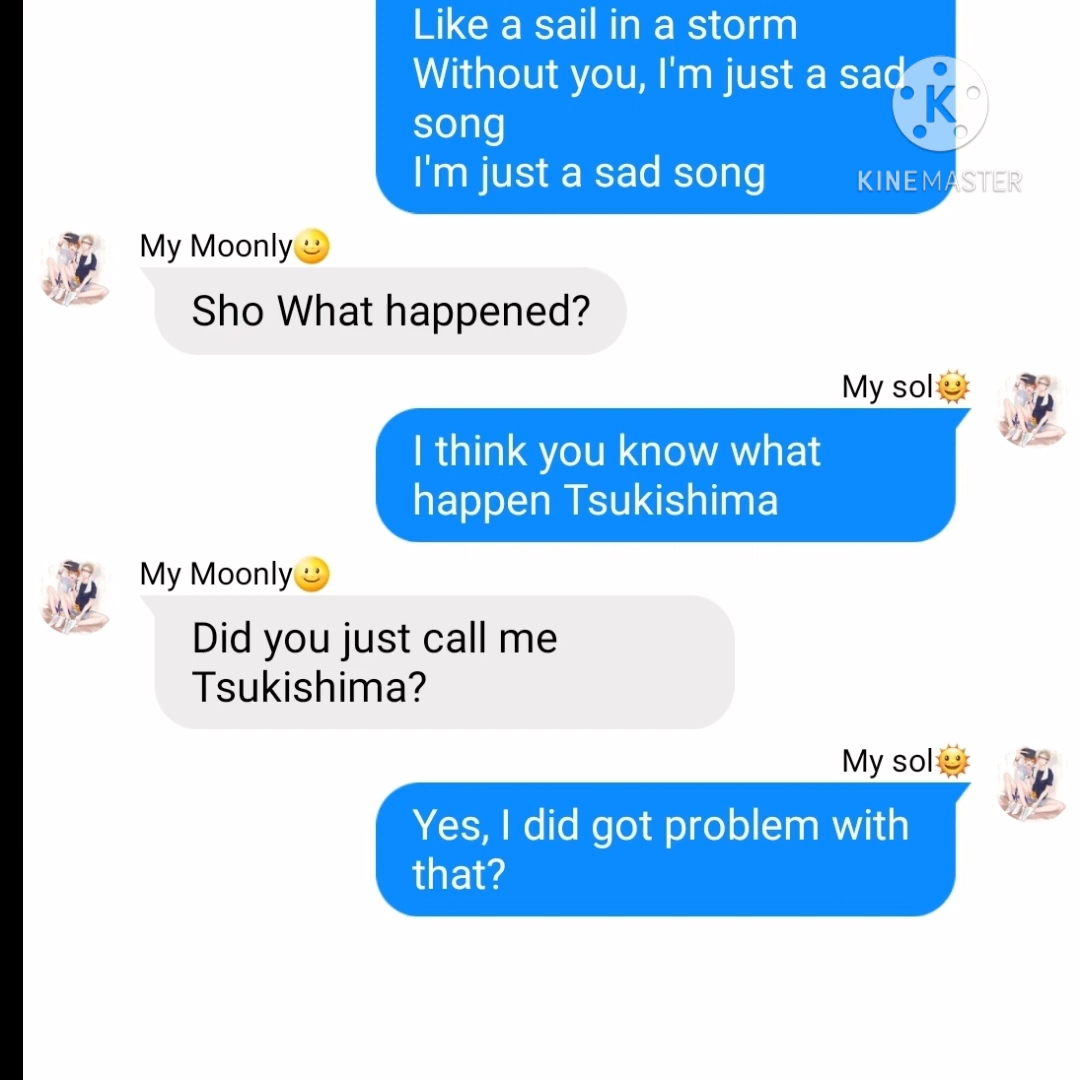 Like a sail in a storm
Without you, I'm just a sad
song
I'm just a sad song
K
KINEMASTER
My Moonly🌝
Sho What happened?
My sol🌞
I think you know what
happen Tsukishima
My Moonly🌝
Did you just call me
Tsukishima?
My sol🌞
Yes, I did got problem with
that?